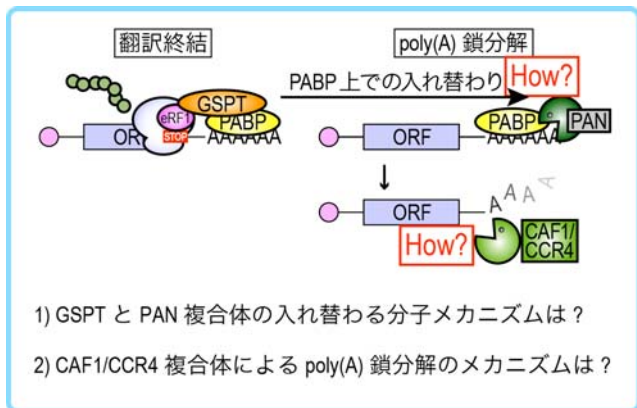 翻訳終結
poly(A) 鎖分解
PABP 上での入れ替わり
How?
GSPT
eRF1
PABP
ORF
STOP
AAAAAA
PABP
PAN
ORF
AAAAAA
ORF
AAAA
How?
CAF1/
CCR4
1) GSPT と PAN 複合体の入れ替わる分子メカニズムは ?
2) CAF1/CCR4 複合体による poly(A) 鎖分解のメカニズムは ?